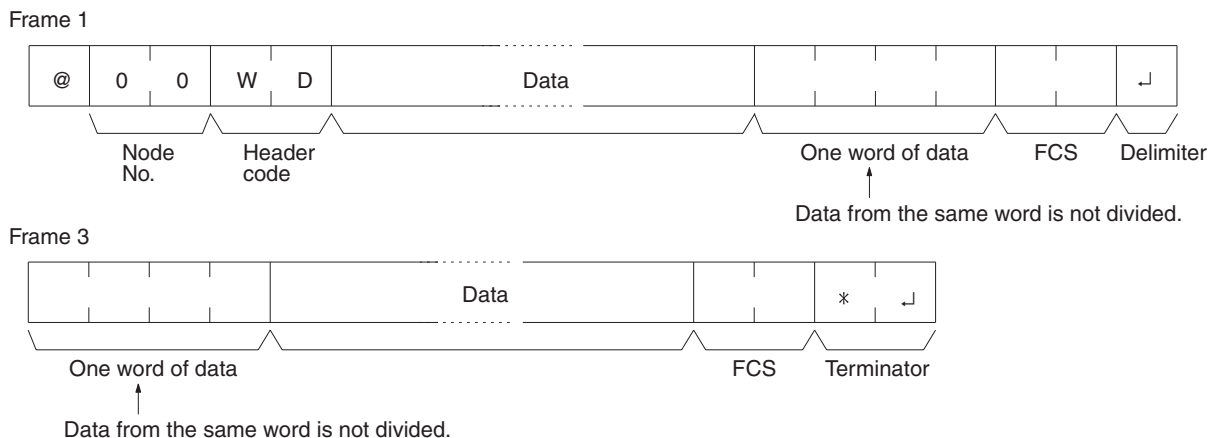 Frame 1
@ 0 0 W D Data ↵
Node No. Header code One word of data FCS Delimiter
Data from the same word is not divided.
Frame 3
Data * ↵
One word of data FCS Terminator
Data from the same word is not divided.